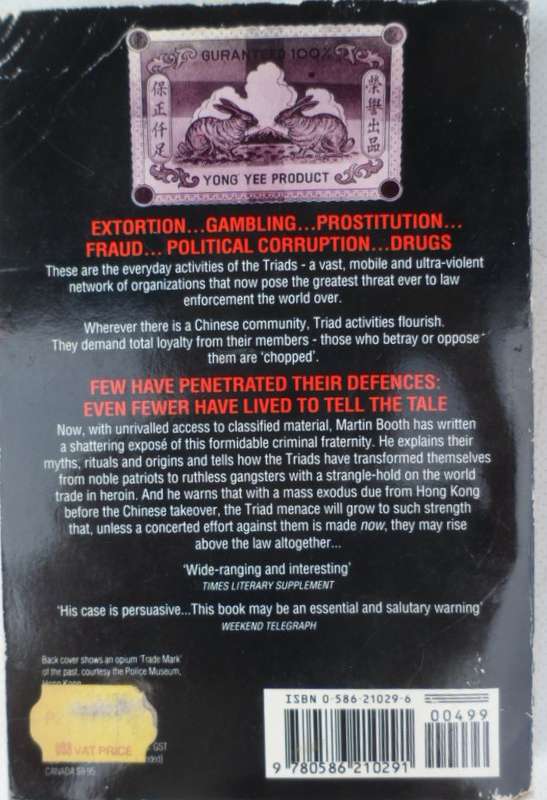 GURANTEED 100%
保正仟足
榮譽出品
YONG YEE PRODUCT
EXTORTION...GAMBLING...PROSTITUTION...
FRAUD... POLITICAL CORRUPTION...DRUGS
These are the everyday activities of the Triads - a vast, mobile and ultra-violent
network of organizations that now pose the greatest threat ever to law
enforcement the world over.
Wherever there is a Chinese community, Triad activities flourish.
They demand total loyalty from their members - those who betray or oppose
them are 'chopped'.
FEW HAVE PENETRATED THEIR DEFENCES:
EVEN FEWER HAVE LIVED TO TELL THE TALE
Now, with unrivalled access to classified material, Martin Booth has written
a shattering exposé of this formidable criminal fraternity. He explains their
myths, rituals and origins and tells how the Triads have transformed themselves
from noble patriots to ruthless gangsters with a strangle-hold on the world
trade in heroin. And he warns that with a mass exodus due from Hong Kong
before the Chinese takeover, the Triad menace will grow to such strength
that, unless a concerted effort against them is made now, they may rise
above the law altogether...
'Wide-ranging and interesting'
TIMES LITERARY SUPPLEMENT
'His case is persuasive...This book may be an essential and salutary warning'
WEEKEND TELEGRAPH
Back cover shows an opium 'Trade Mark'
of the past, courtesy the Police Museum,
Hong Kong
VAT PRICE
GST
CANADA $9.95
ISBN 0-586-21029-6
00499
9 780586 210291